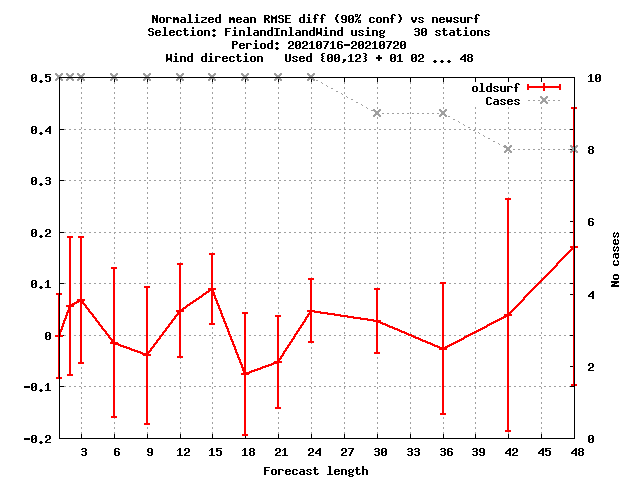 Normalized mean RMSE diff (90% conf) vs newsurf
Selection: FinlandInlandWind using    30 stations
Period: 20210716-20210720
Wind direction   Used {00,12} + 01 02 ... 48
oldsurf
Cases
0.5
0.4
0.3
0.2
0.1
0
-0.1
-0.2
10
8
6
4
2
0
No cases
3 6 9 12 15 18 21 24 27 30 33 36 39 42 45 48
Forecast length